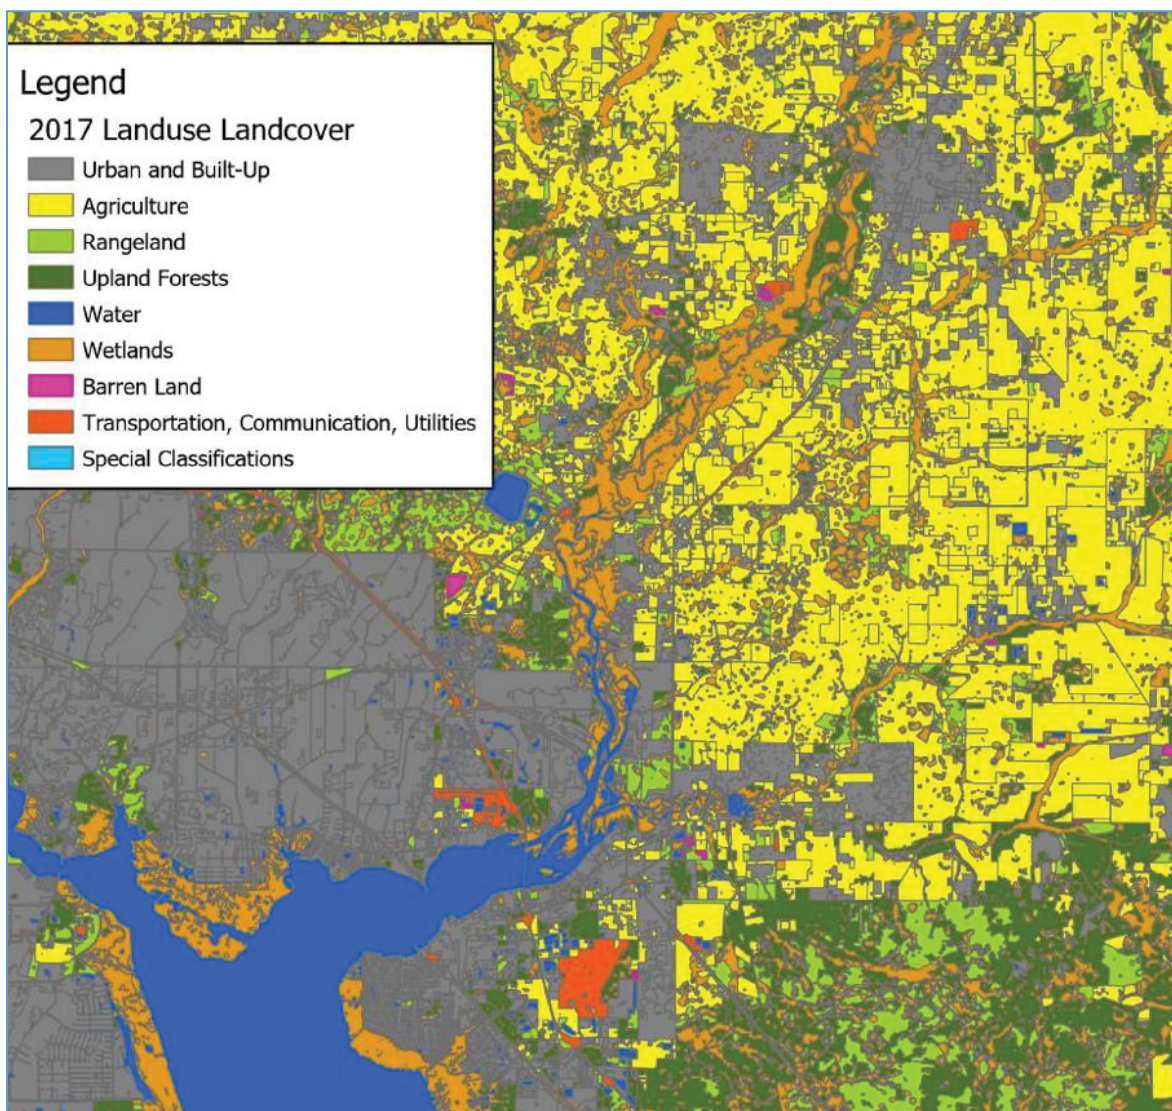 Legend
2017 Landuse Landcover
Urban and Built-Up
Agriculture
Rangeland
Upland Forests
Water
Wetlands
Barren Land
Transportation, Communication, Utilities
Special Classifications